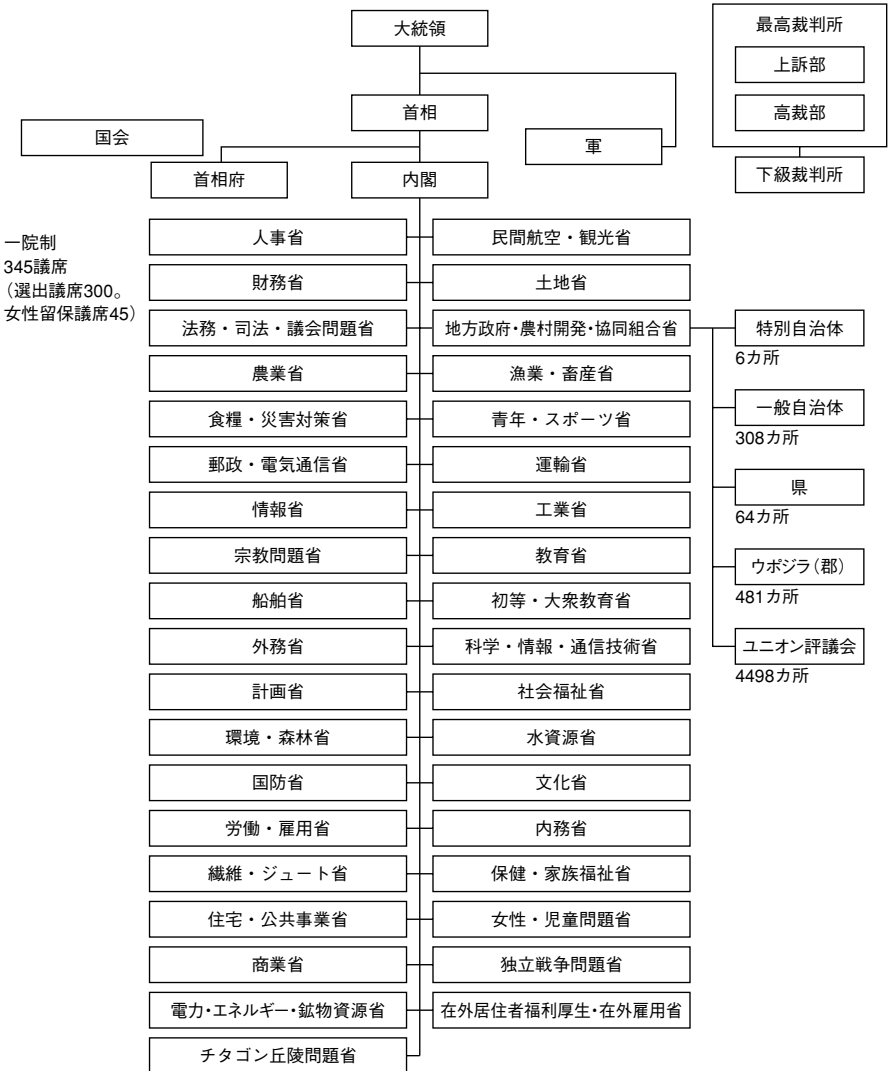 大統領
首相
国会
軍
首相府
内閣
最高裁判所
上訴部
高裁部
下級裁判所
一院制
345議席
（選出議席300。
女性留保議席45）
人事省
民間航空・観光省
財務省
土地省
法務・司法・議会問題省
地方政府・農村開発・協同組合省
農業省
漁業・畜産省
食糧・災害対策省
青年・スポーツ省
郵政・電気通信省
運輸省
情報省
工業省
宗教問題省
教育省
船舶省
初等・大衆教育省
外務省
科学・情報・通信技術省
計画省
社会福祉省
環境・森林省
水資源省
国防省
文化省
労働・雇用省
内務省
繊維・ジュート省
保健・家族福祉省
住宅・公共事業省
女性・児童問題省
商業省
独立戦争問題省
電力・エネルギー・鉱物資源省
在外居住者福利厚生・在外雇用省
チタゴン丘陵問題省
特別自治体
6カ所
一般自治体
308カ所
県
64カ所
ウポジラ（郡）
481カ所
ユニオン評議会
4498カ所